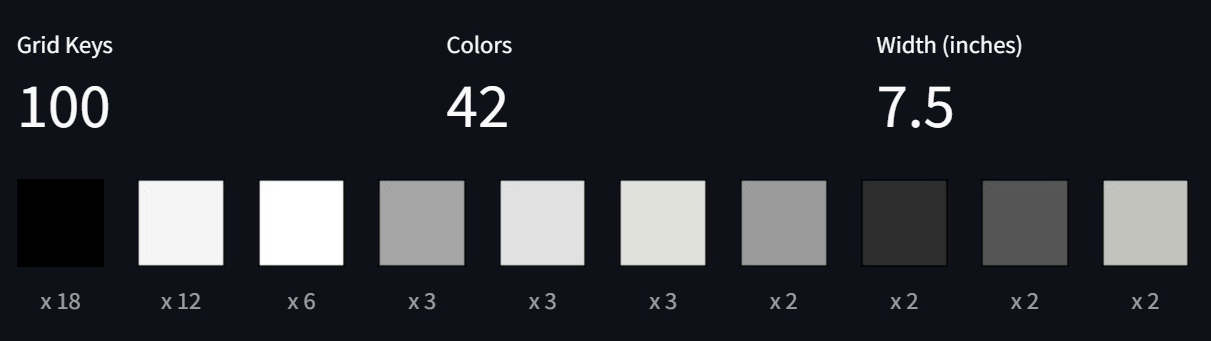 Grid Keys Colors Width (inches)
100 42 7.5
x 18 x 12 x 6 x 3 x 3 x 3 x 2 x 2 x 2 x 2